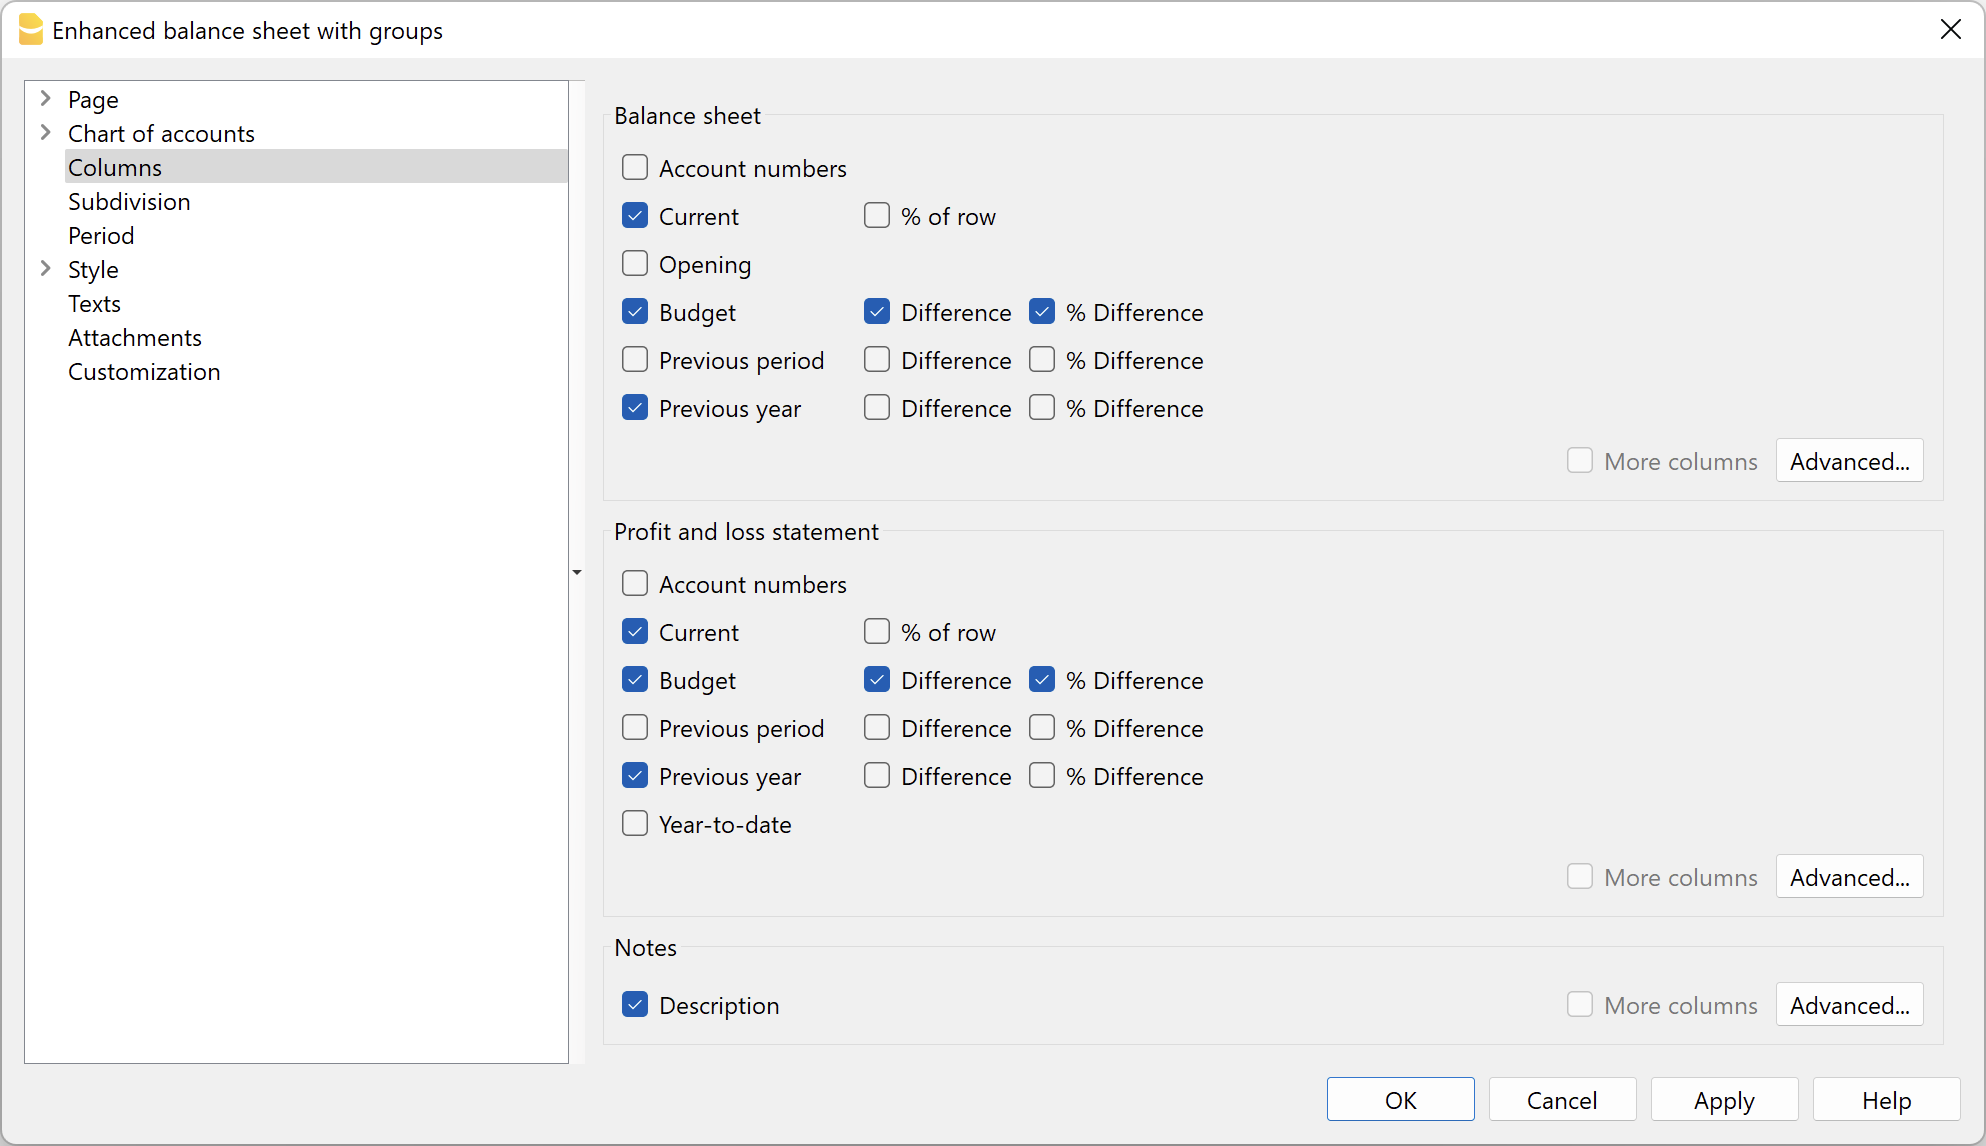 Enhanced balance sheet with groups
Page
Chart of accounts
Columns
Subdivision
Period
Style
Texts
Attachments
Customization
Balance sheet
Account numbers
Current % of row
Opening
Budget Difference % Difference
Previous period Difference % Difference
Previous year Difference % Difference
More columns Advanced...
Profit and loss statement
Account numbers
Current % of row
Budget Difference % Difference
Previous period Difference % Difference
Previous year Difference % Difference
Year-to-date
More columns Advanced...
Notes
Description More columns Advanced...
OK Cancel Apply Help